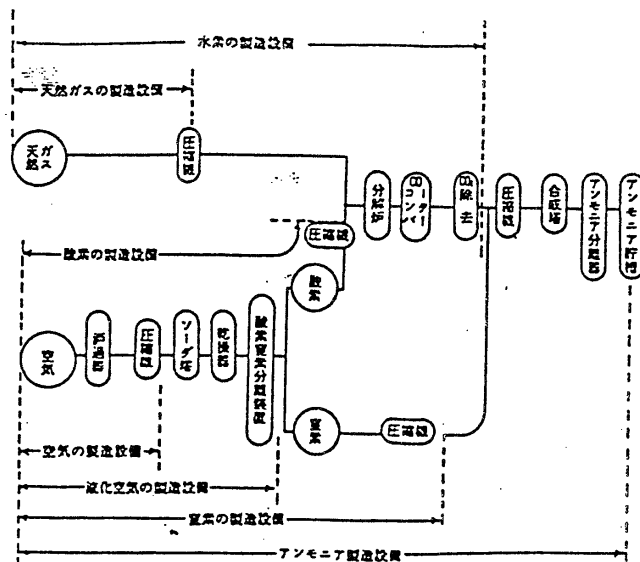 水素の製造設備
天然ガスの製造設備
天然ガス
圧縮機
分解炉
CO
コンバーター
CO除去
圧縮機
合成塔
アンモニア分離器
アンモニア貯槽
圧縮機
酸素の製造設備
酸素
空気
圧縮機
ソーダ塔
乾燥器
酸素窒素分離装置
窒素
圧縮機
空気の製造設備
液化空気の製造設備
窒素の製造設備
アンモニア製造設備